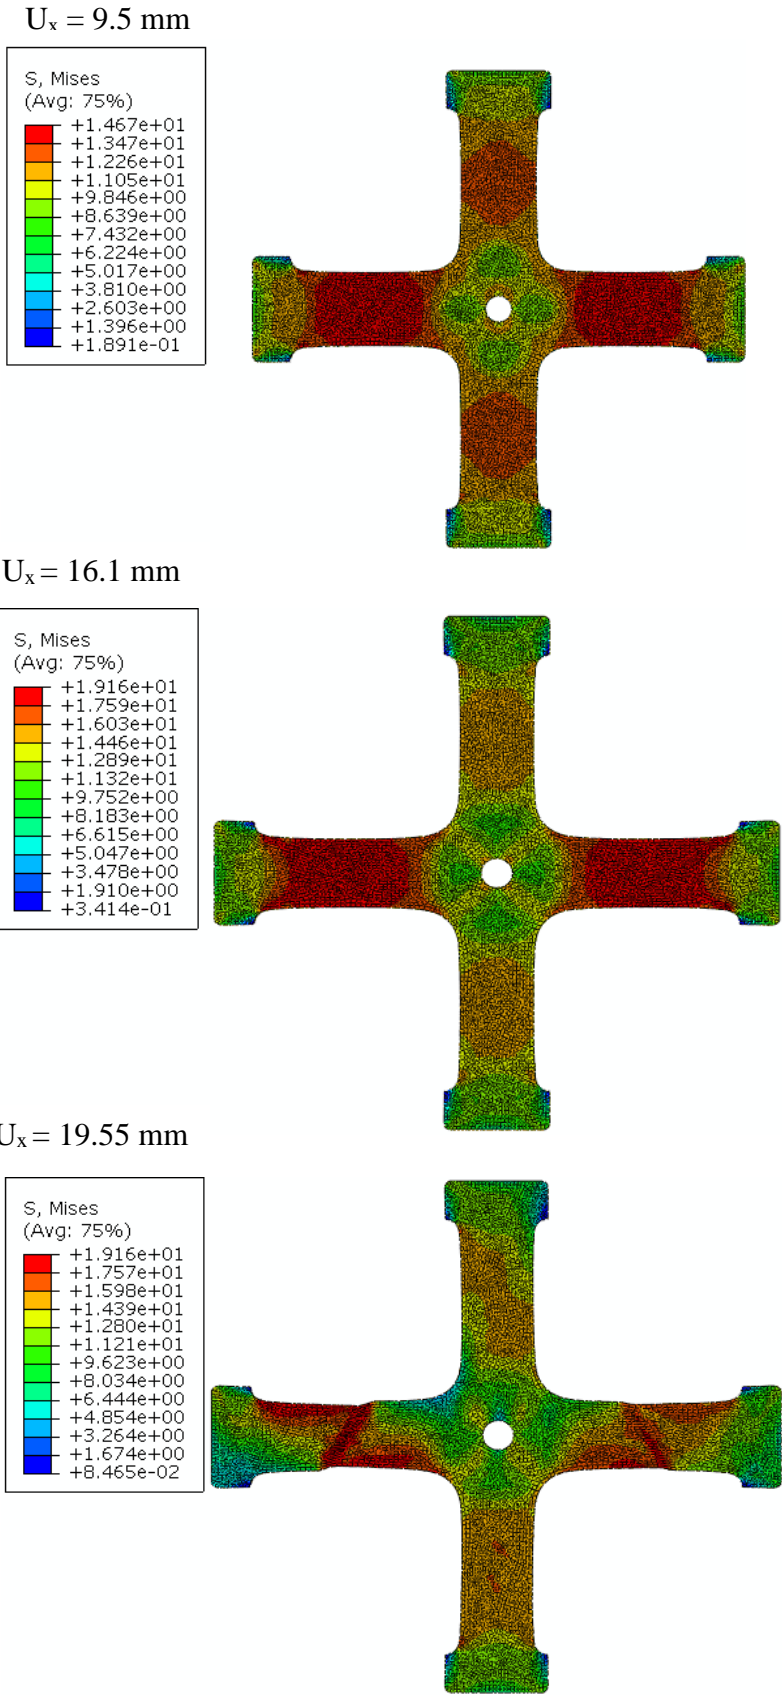 Uₓ = 9.5 mm
S, Mises
(Avg: 75%)
+1.467e+01
+1.347e+01
+1.226e+01
+1.105e+01
+9.846e+00
+8.639e+00
+7.432e+00
+6.224e+00
+5.017e+00
+3.810e+00
+2.603e+00
+1.396e+00
+1.891e-01
Uₓ = 16.1 mm
S, Mises
(Avg: 75%)
+1.916e+01
+1.759e+01
+1.603e+01
+1.446e+01
+1.289e+01
+1.132e+01
+9.752e+00
+8.183e+00
+6.615e+00
+5.047e+00
+3.478e+00
+1.910e+00
+3.414e-01
Uₓ = 19.55 mm
S, Mises
(Avg: 75%)
+1.916e+01
+1.757e+01
+1.598e+01
+1.439e+01
+1.280e+01
+1.121e+01
+9.623e+00
+8.034e+00
+6.444e+00
+4.854e+00
+3.264e+00
+1.674e+00
+8.465e-02